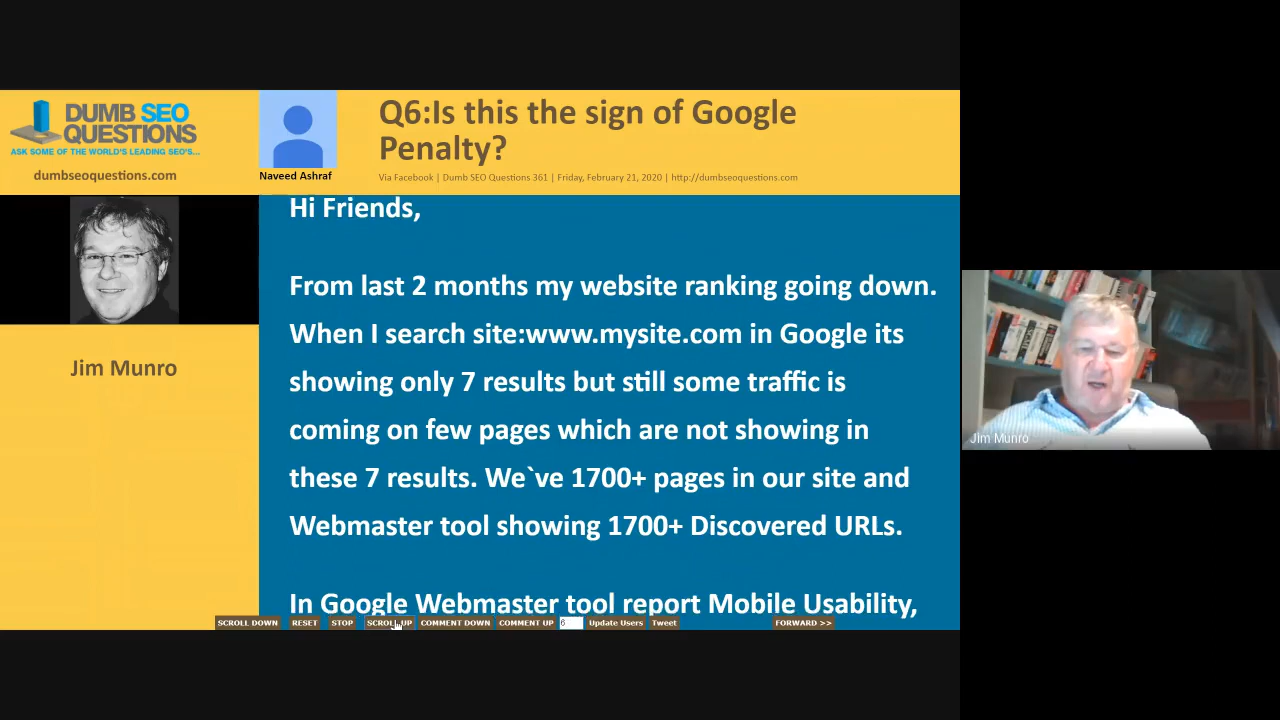 DUMB SEO
QUESTIONS
ASK SOME OF THE WORLD'S LEADING SEO'S...
dumbseoquestions.com
Naveed Ashraf
Q6:Is this the sign of Google
Penalty?
Via Facebook | Dumb SEO Questions 361 | Friday, February 21, 2020 | http://dumbseoquestions.com
Jim Munro
Hi Friends,
From last 2 months my website ranking going down.
When I search site:www.mysite.com in Google its
showing only 7 results but still some traffic is
coming on few pages which are not showing in
these 7 results. We`ve 1700+ pages in our site and
Webmaster tool showing 1700+ Discovered URLs.
In Google Webmaster tool report Mobile Usability,
SCROLL DOWN RESET STOP SCROLL UP COMMENT DOWN COMMENT UP 6 Update Users Tweet FORWARD >>
Jim Munro